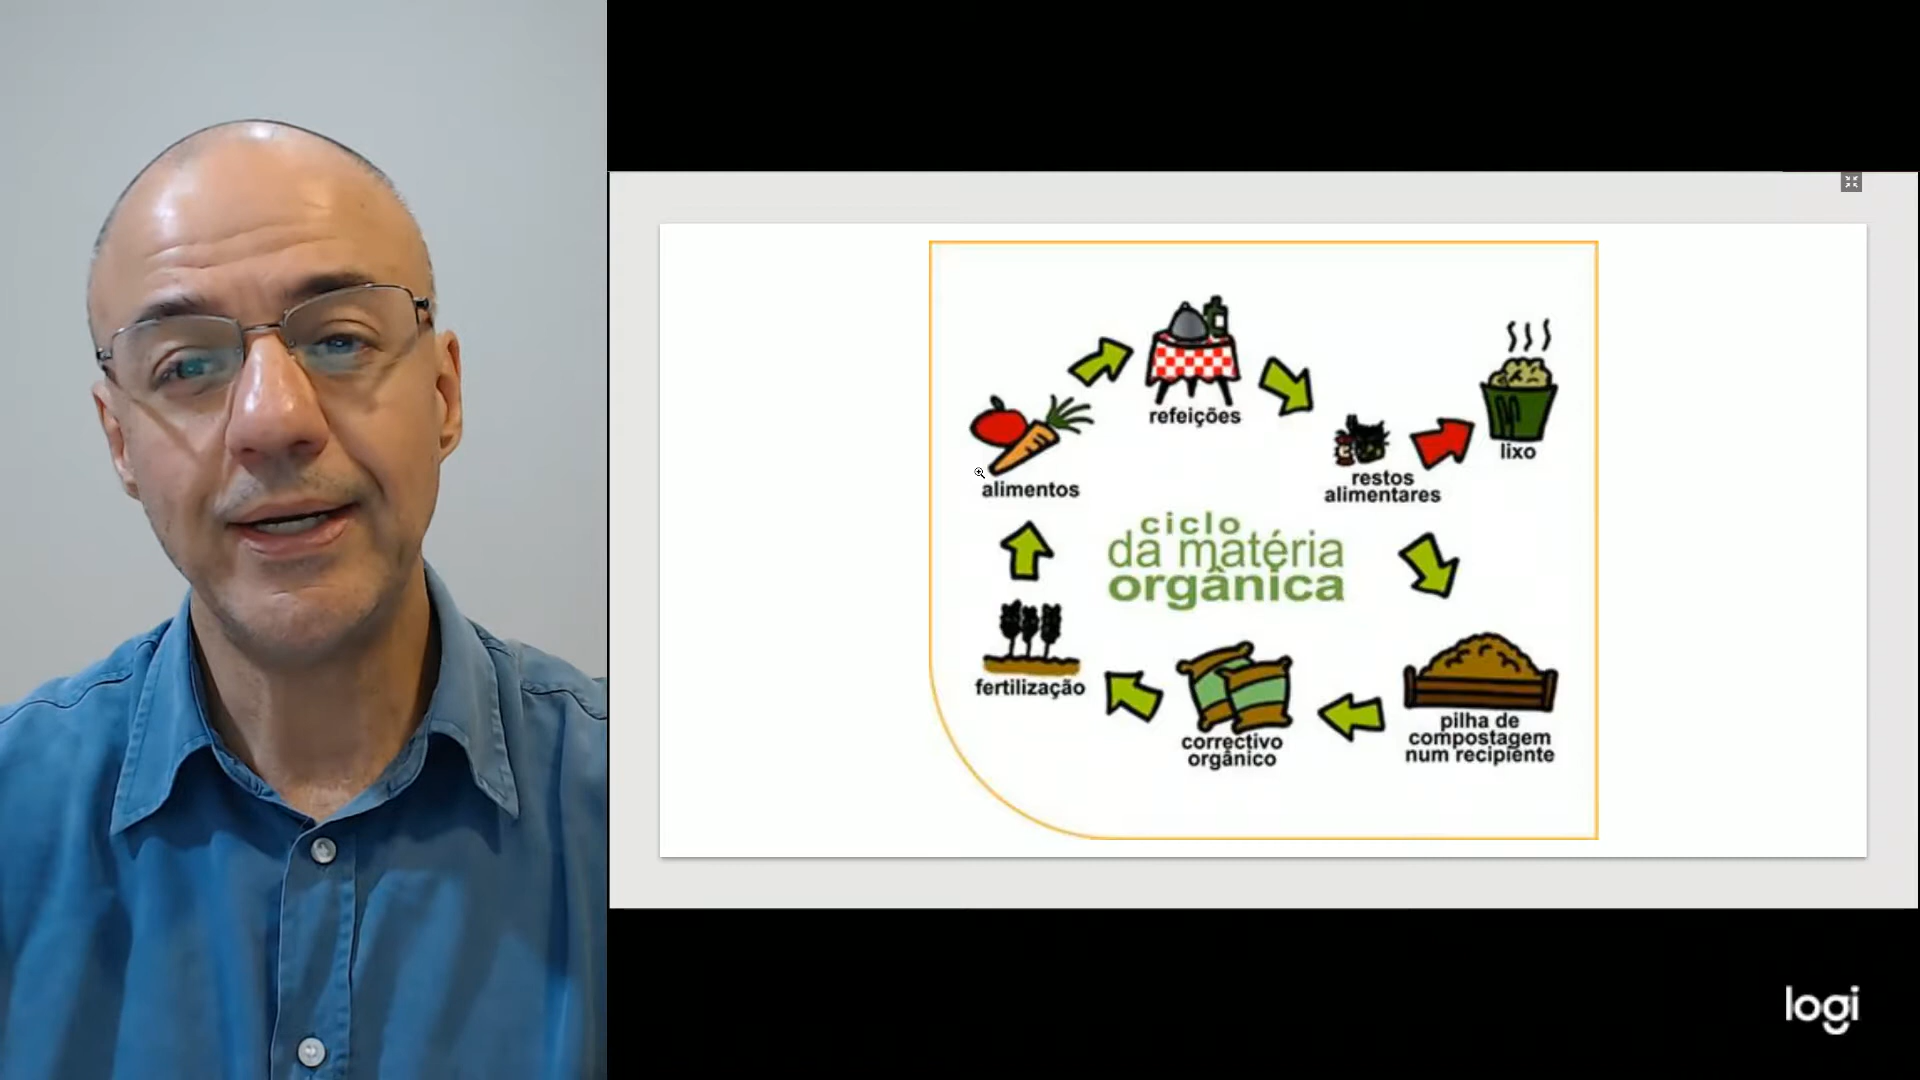 refeições
lixo
restos
alimentares
alimentos
ciclo
da matéria
orgânica
fertilização
correctivo
orgânico
pilha de
compostagem
num recipiente
logi